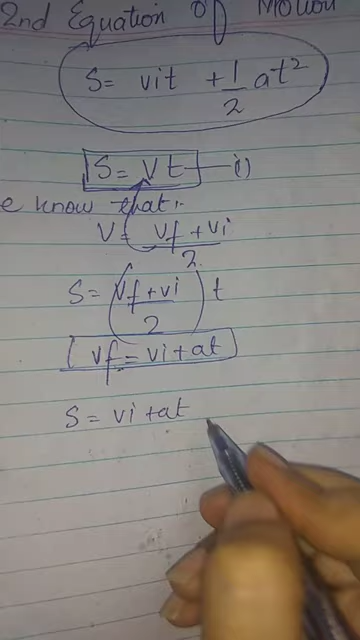 2nd Equation of Motion
S = vit + 1/2 at²
S = Vt — i)
e know that:-
V = vf + vi / 2
S = (vf + vi / 2) t
vf = vi + at
S = vi + at